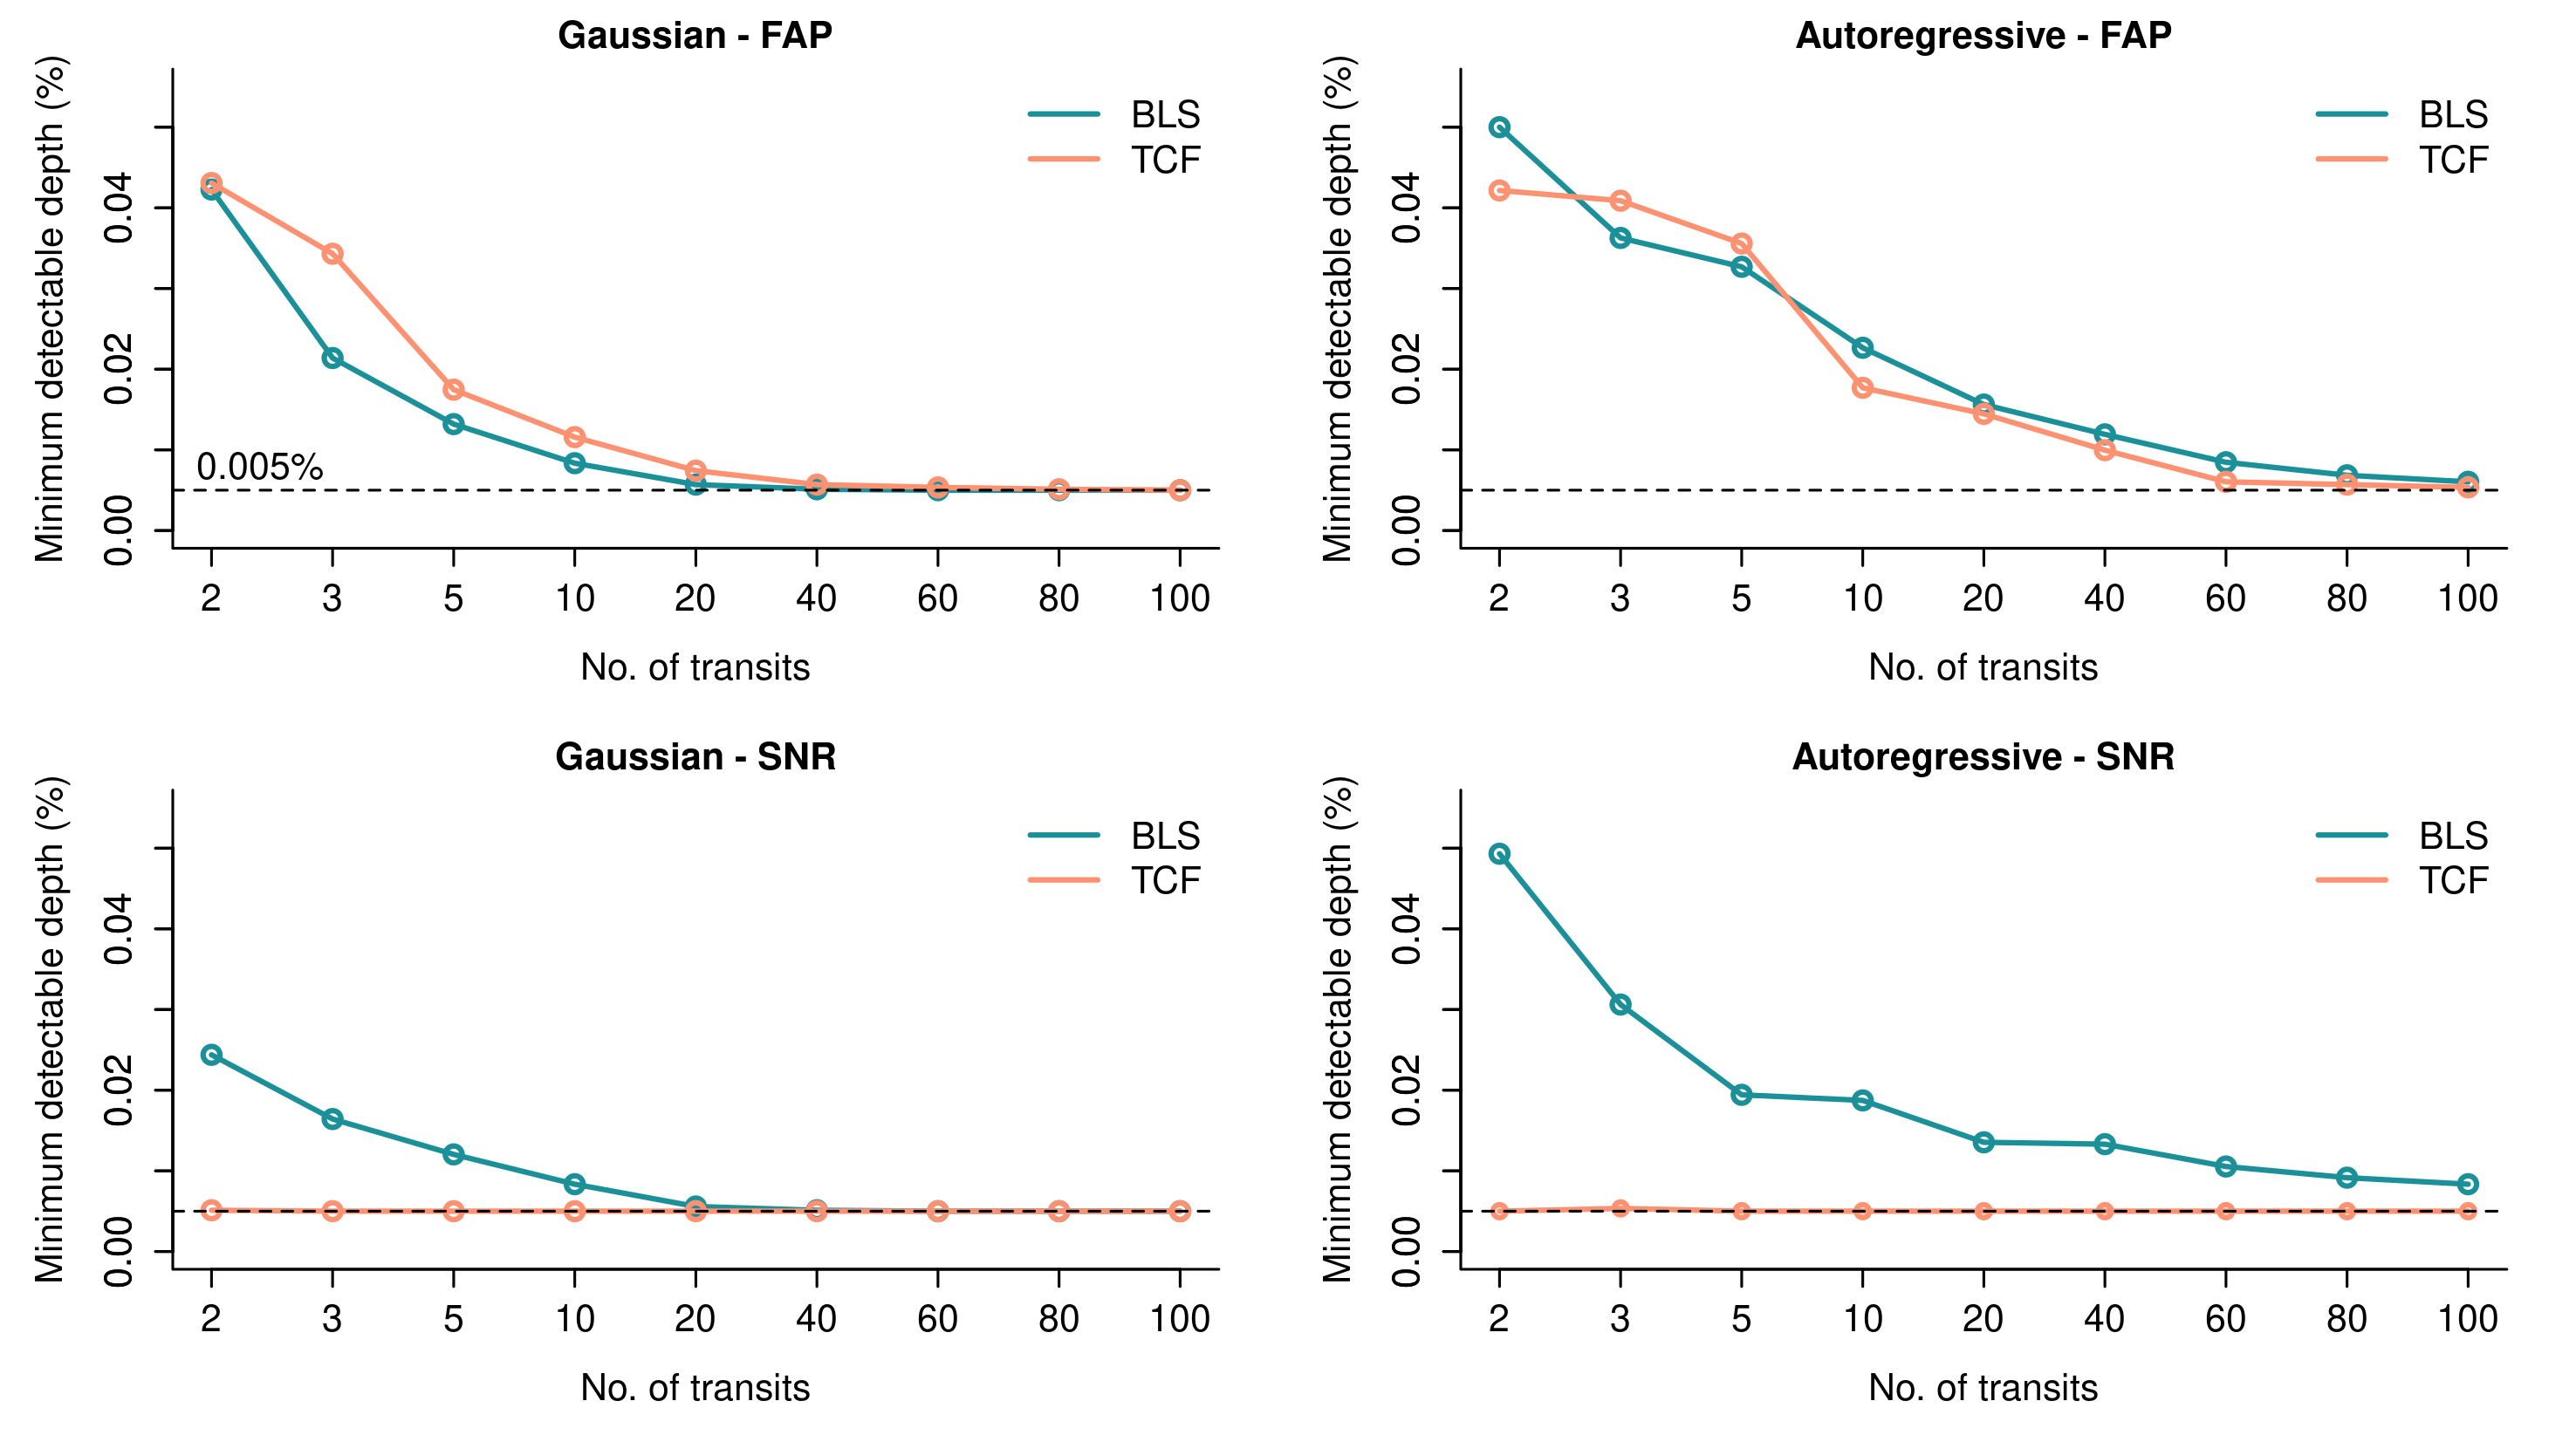 Gaussian - FAP
Minimum detectable depth (%)
0.04
0.02
0.00
BLS
TCF
0.005%
2 3 5 10 20 40 60 80 100
No. of transits
Autoregressive - FAP
Minimum detectable depth (%)
0.04
0.02
0.00
BLS
TCF
2 3 5 10 20 40 60 80 100
No. of transits
Gaussian - SNR
Minimum detectable depth (%)
0.04
0.02
0.00
BLS
TCF
2 3 5 10 20 40 60 80 100
No. of transits
Autoregressive - SNR
Minimum detectable depth (%)
0.04
0.02
0.00
BLS
TCF
2 3 5 10 20 40 60 80 100
No. of transits